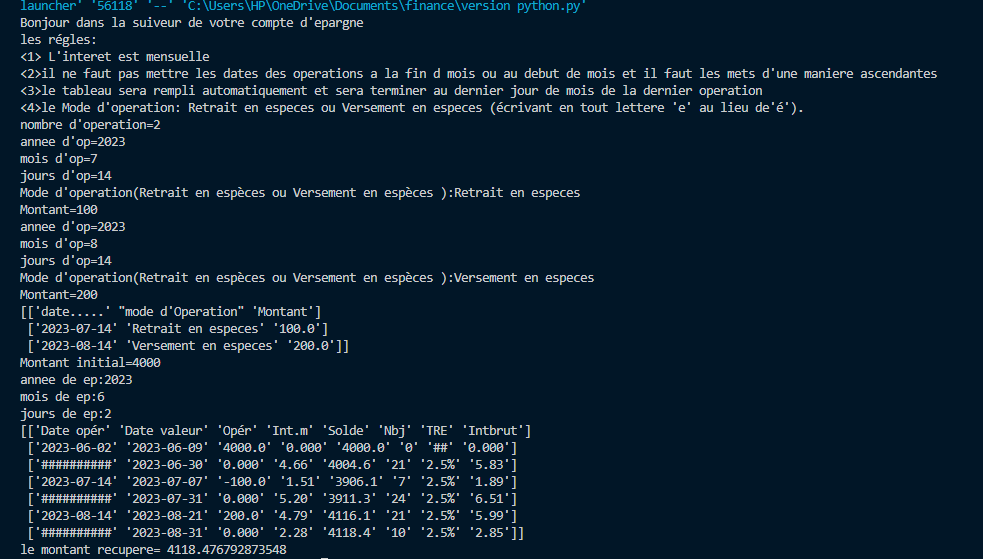 launcher' '56118' '--' 'C:\Users\HP\OneDrive\Documents\finance\version python.py'
Bonjour dans la suiveur de votre compte d'epargne
les régles:
<1> L'interet est mensuelle
<2>il ne faut pas mettre les dates des operations a la fin d mois ou au debut de mois et il faut les mets d'une maniere ascendantes
<3>le tableau sera rempli automatiquement et sera terminer au dernier jour de mois de la dernier operation
<4>le Mode d'operation: Retrait en especes ou Versement en especes (écrivant en tout lettere 'e' au lieu de'é').
nombre d'operation=2
annee d'op=2023
mois d'op=7
jours d'op=14
Mode d'operation(Retrait en espèces ou Versement en espèces ):Retrait en especes
Montant=100
annee d'op=2023
mois d'op=8
jours d'op=14
Mode d'operation(Retrait en espèces ou Versement en espèces ):Versement en especes
Montant=200
[['date.....' "mode d'Operation" 'Montant']
['2023-07-14' 'Retrait en especes' '100.0']
['2023-08-14' 'Versement en especes' '200.0']]
Montant initial=4000
annee de ep:2023
mois de ep:6
jours de ep:2
[['Date opér' 'Date valeur' 'Opér' 'Int.m' 'Solde' 'Nbj' 'TRE' 'Intbrut']
['2023-06-02' '2023-06-09' '4000.0' '0.000' '4000.0' '0' '##' '0.000']
['##########' '2023-06-30' '0.000' '4.66' '4004.6' '21' '2.5%' '5.83']
['2023-07-14' '2023-07-07' '-100.0' '1.51' '3906.1' '7' '2.5%' '1.89']
['##########' '2023-07-31' '0.000' '5.20' '3911.3' '24' '2.5%' '6.51']
['2023-08-14' '2023-08-21' '200.0' '4.79' '4116.1' '21' '2.5%' '5.99']
['##########' '2023-08-31' '0.000' '2.28' '4118.4' '10' '2.5%' '2.85']]
le montant recupere= 4118.476792873548